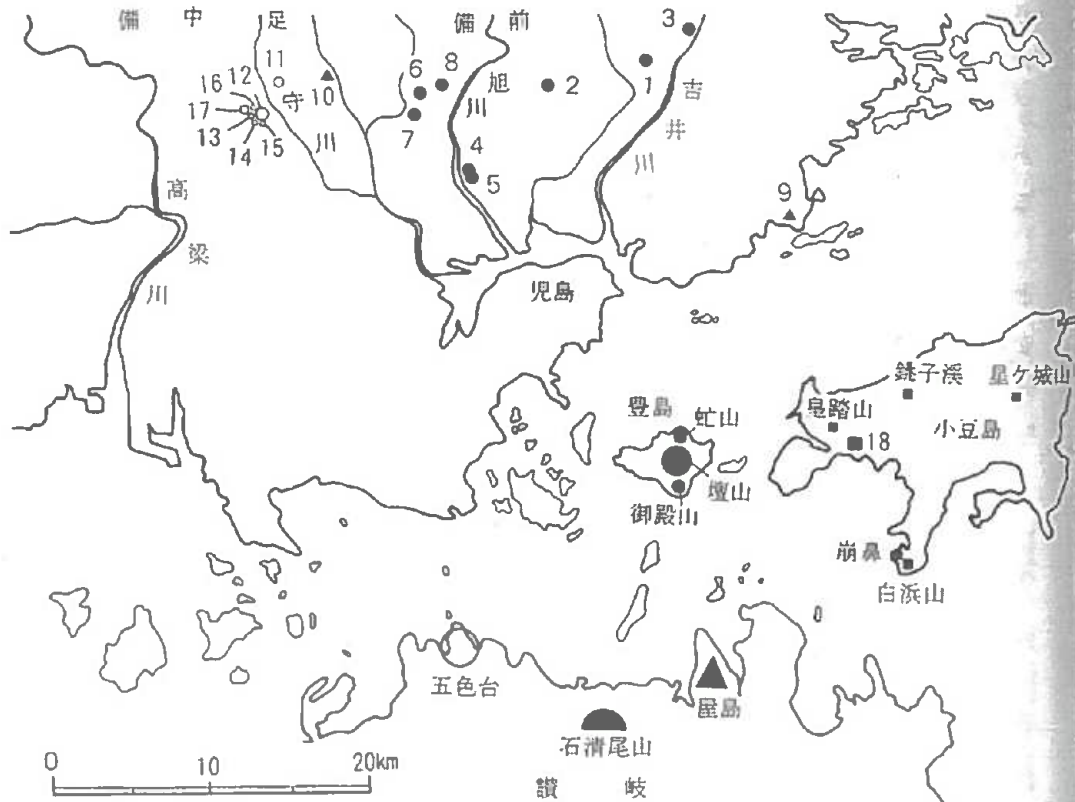 備中
備前
足守川
旭川
吉井川
高梁川
3
1
2
8
6
7
4
5
10
11
12
16
17
13
14
15
9
児島
豊島
虻山
壇山
御殿山
銚子渓
星ケ城山
皇踏山
小豆島
18
崩鼻
白浜山
五色台
屋島
石清尾山
讃岐
0 10 20km